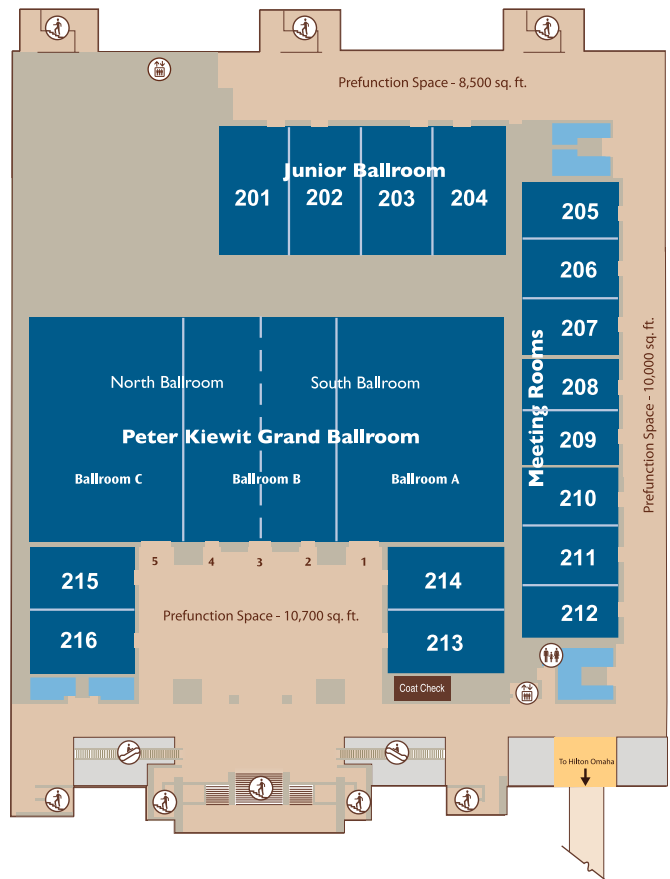 Prefunction Space - 8,500 sq. ft.
Junior Ballroom
201
202
203
204
205
206
207
208
209
210
211
212
Meeting Rooms
Prefunction Space - 10,000 sq. ft.
North Ballroom
South Ballroom
Peter Kiewit Grand Ballroom
Ballroom C
Ballroom B
Ballroom A
5
4
3
2
1
215
216
214
213
Prefunction Space - 10,700 sq. ft.
Coat Check
To Hilton Omaha